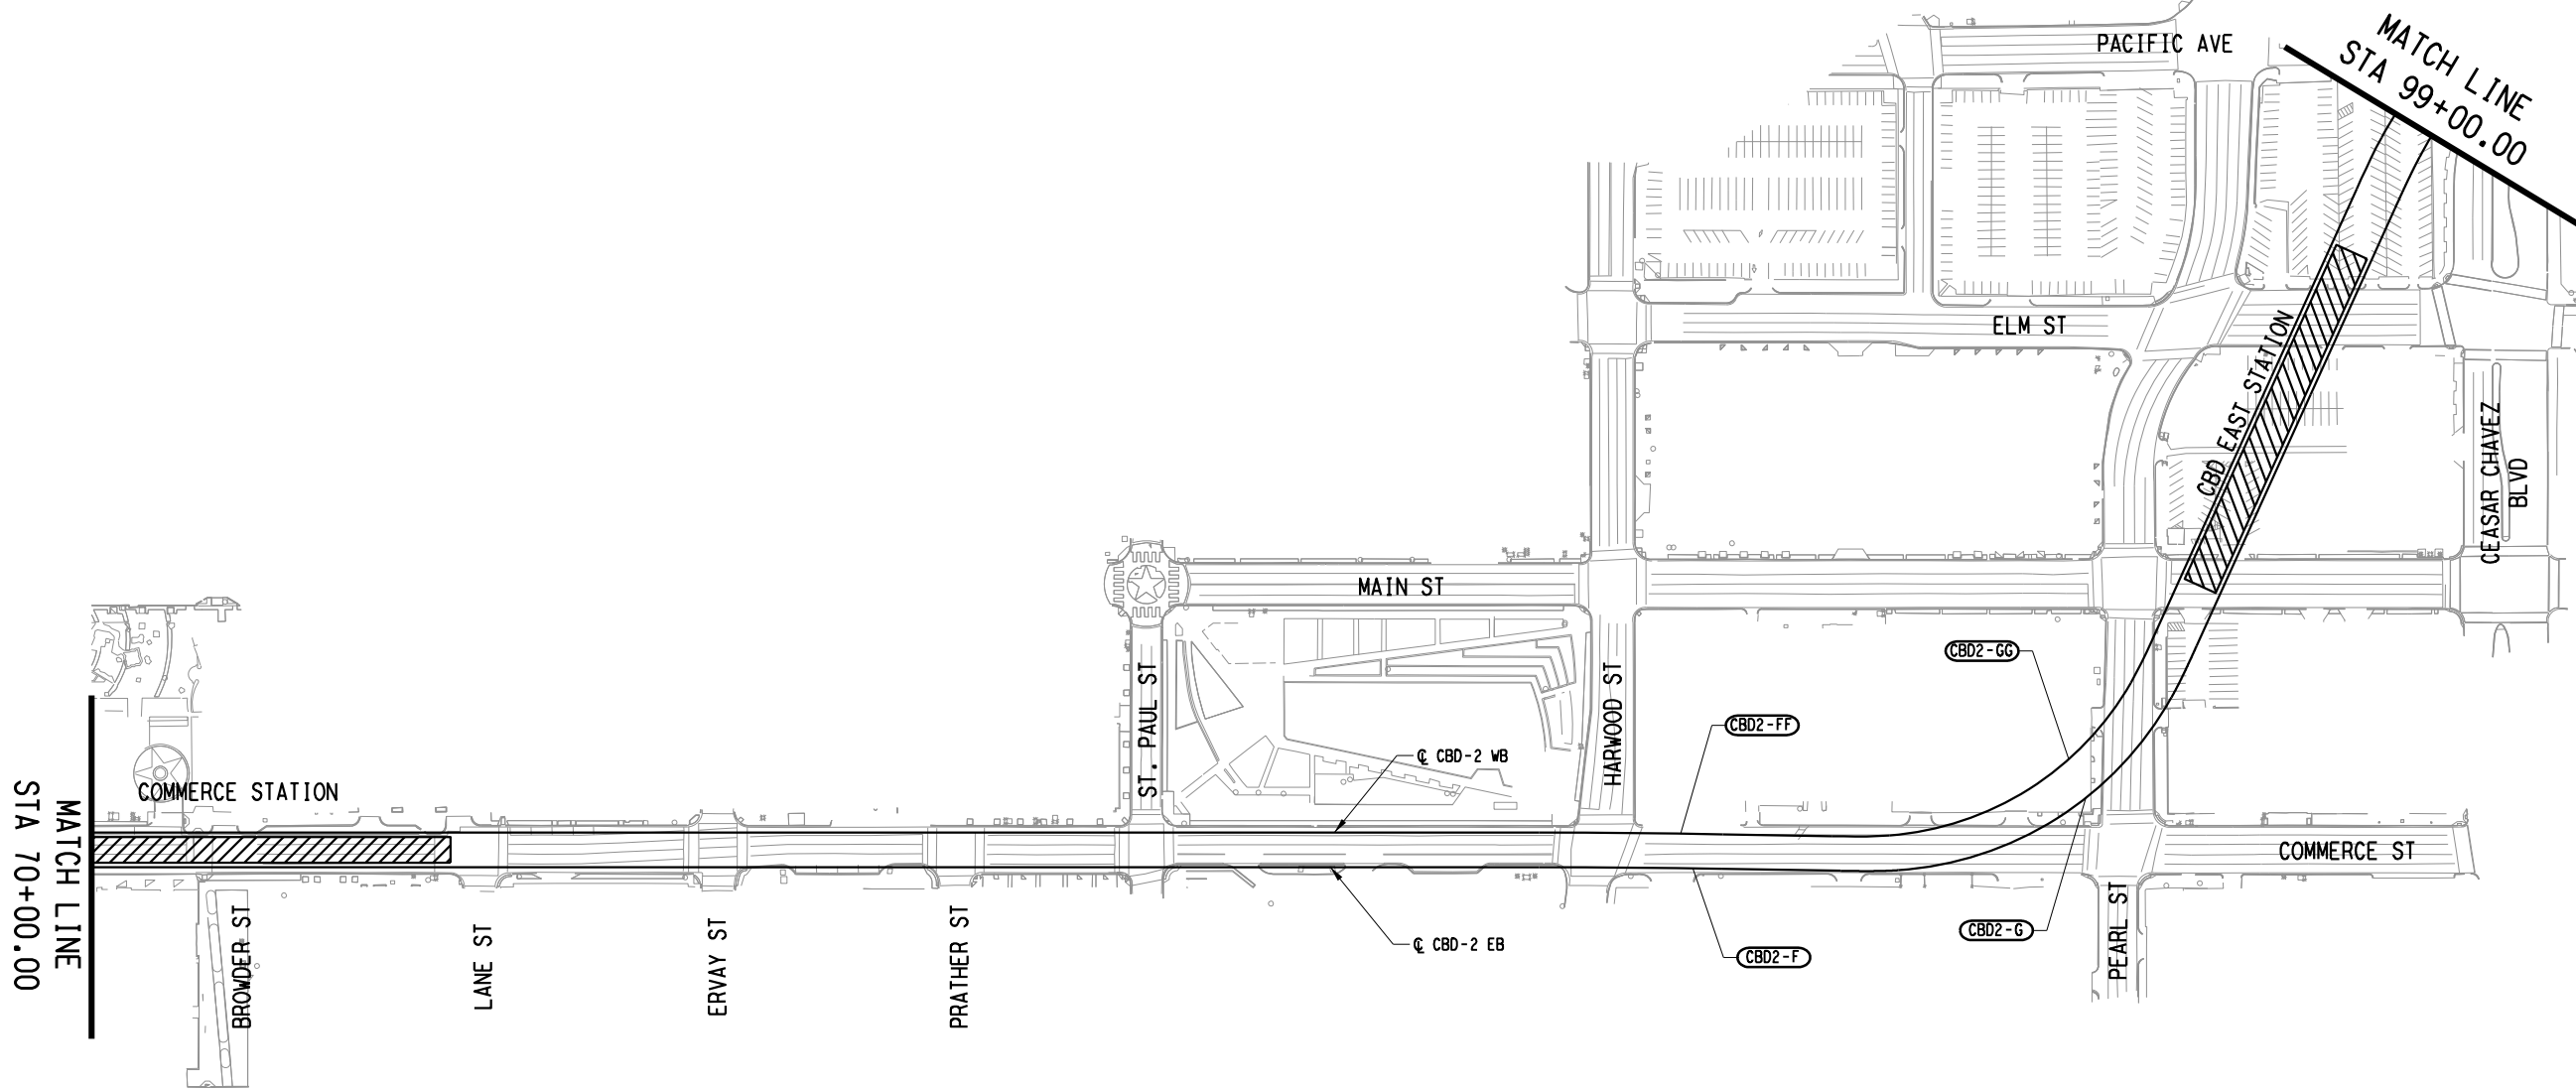 PACIFIC AVE
MATCH LINE
STA 99+00.00
ELM ST
CBD EAST STATION
CEASAR CHAVEZ
BLVD
MAIN ST
ST. PAUL ST
HARWOOD ST
CBD2-GG
CBD2-FF
℄ CBD-2 WB
COMMERCE STATION
MATCH LINE
STA 70+00.00
COMMERCE ST
BROWDER ST
LANE ST
ERVAY ST
PRATHER ST
℄ CBD-2 EB
CBD2-F
CBD2-G
PEARL ST